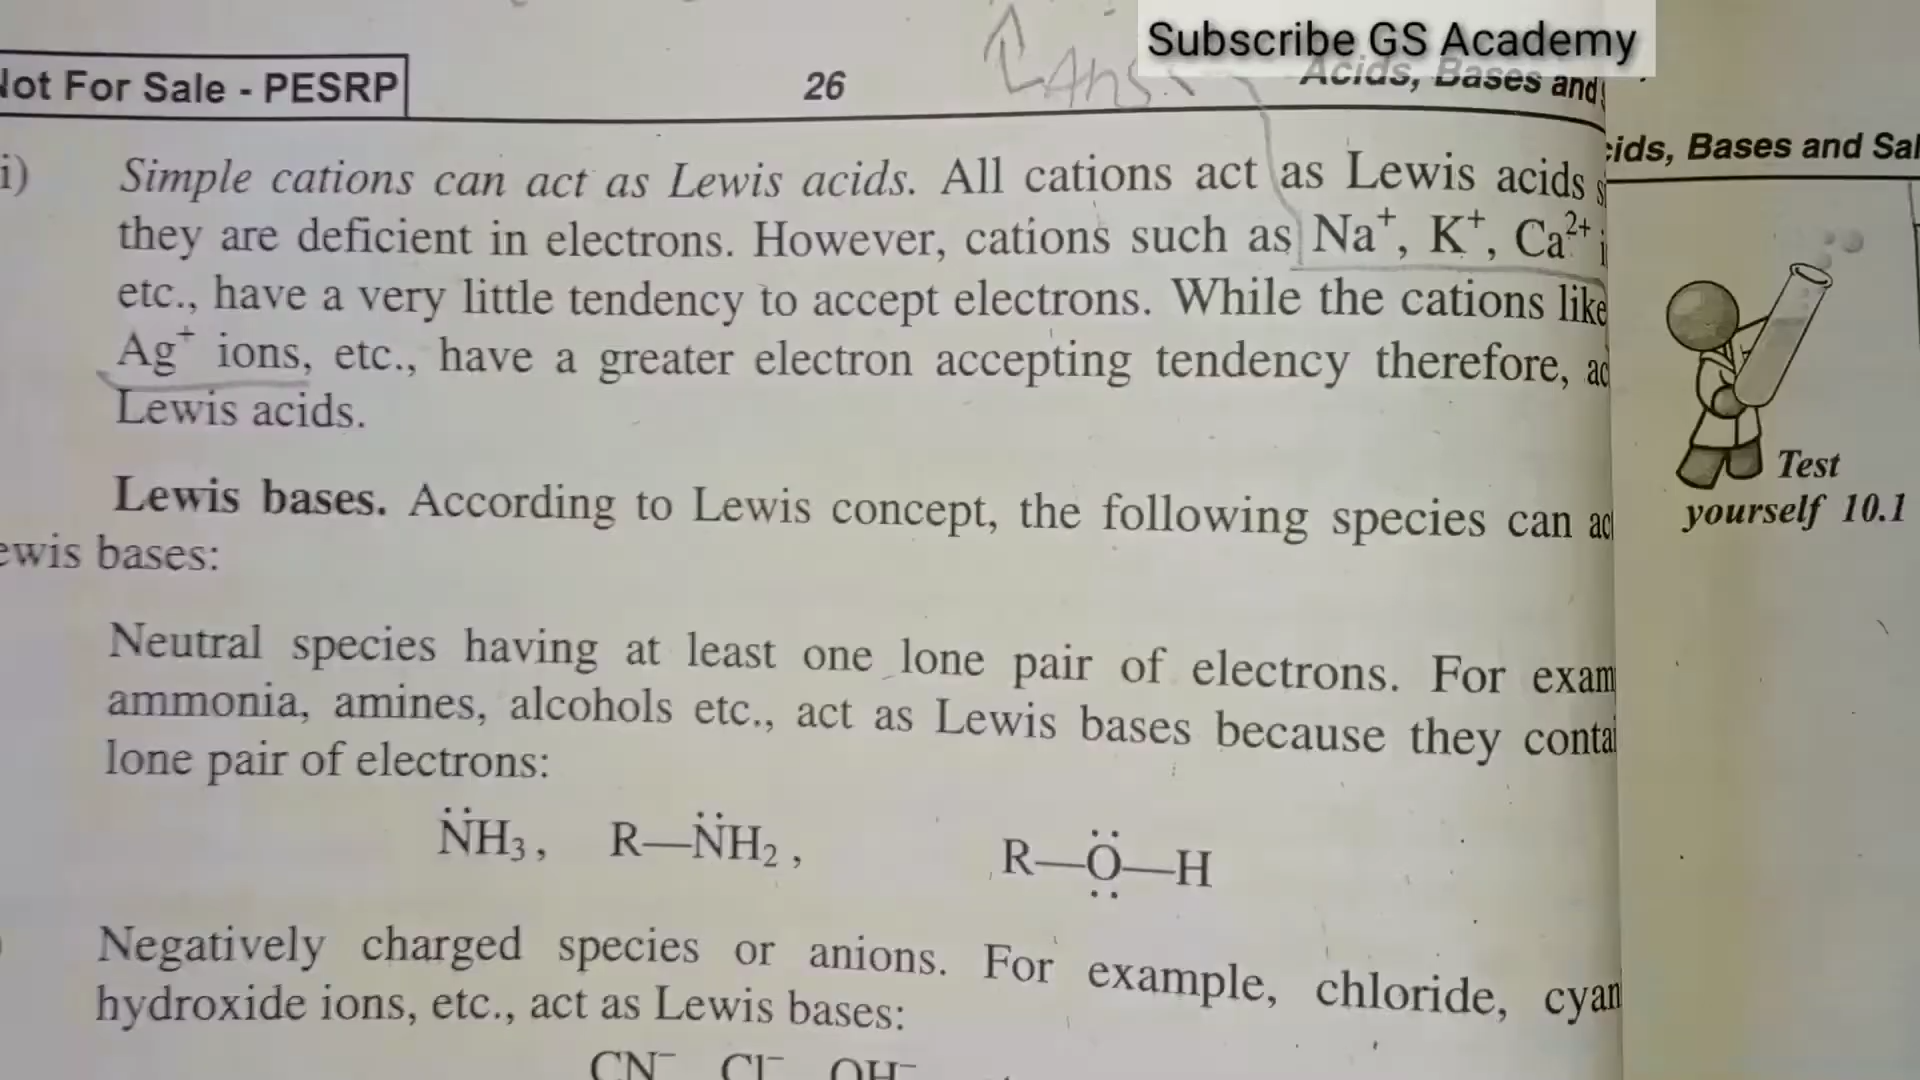 Subscribe GS Academy
Not For Sale - PESRP
26
Ans.
Acids, Bases and
i)
Simple cations can act as Lewis acids. All cations act as Lewis acids
they are deficient in electrons. However, cations such as Na⁺, K⁺, Ca²⁺
etc., have a very little tendency to accept electrons. While the cations like
Ag⁺ ions, etc., have a greater electron accepting tendency therefore,
Lewis acids.
Lewis bases. According to Lewis concept, the following species can
ewis bases:
Neutral species having at least one lone pair of electrons. For exam
ammonia, amines, alcohols etc., act as Lewis bases because they contai
lone pair of electrons:
N̈H₃, R—N̈H₂, R—Ö—H
Negatively charged species or anions. For example, chloride, cyan
hydroxide ions, etc., act as Lewis bases:
CN⁻ Cl⁻ OH⁻
cids, Bases and Sal
Test
yourself 10.1